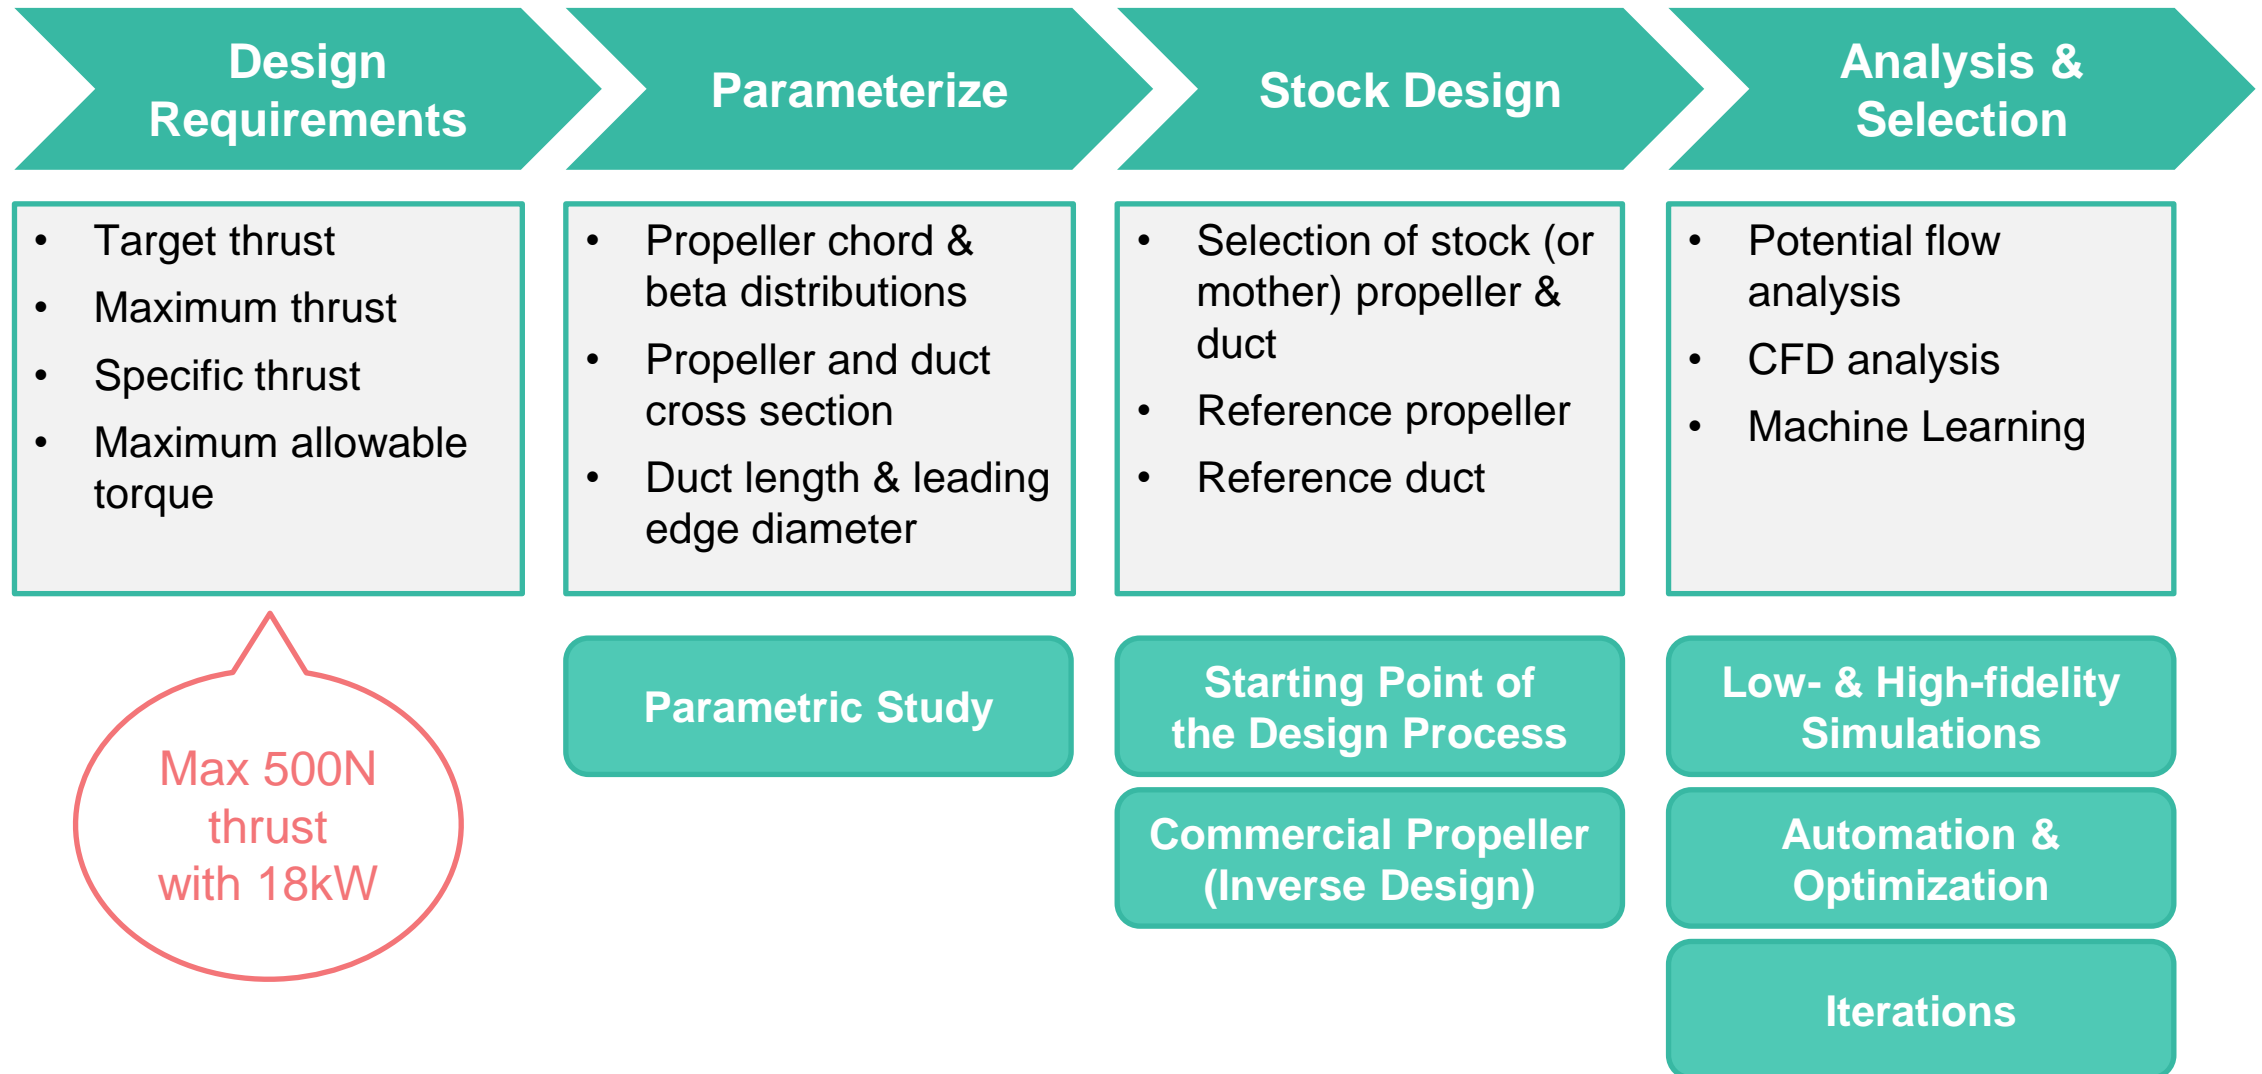 Design
Requirements
Parameterize
Stock Design
Analysis &
Selection
• Target thrust
• Maximum thrust
• Specific thrust
• Maximum allowable
torque
• Propeller chord &
beta distributions
• Propeller and duct
cross section
• Duct length & leading
edge diameter
• Selection of stock (or
mother) propeller &
duct
• Reference propeller
• Reference duct
• Potential flow
analysis
• CFD analysis
• Machine Learning
Max 500N
thrust
with 18kW
Parametric Study
Starting Point of
the Design Process
Commercial Propeller
(Inverse Design)
Low- & High-fidelity
Simulations
Automation &
Optimization
Iterations